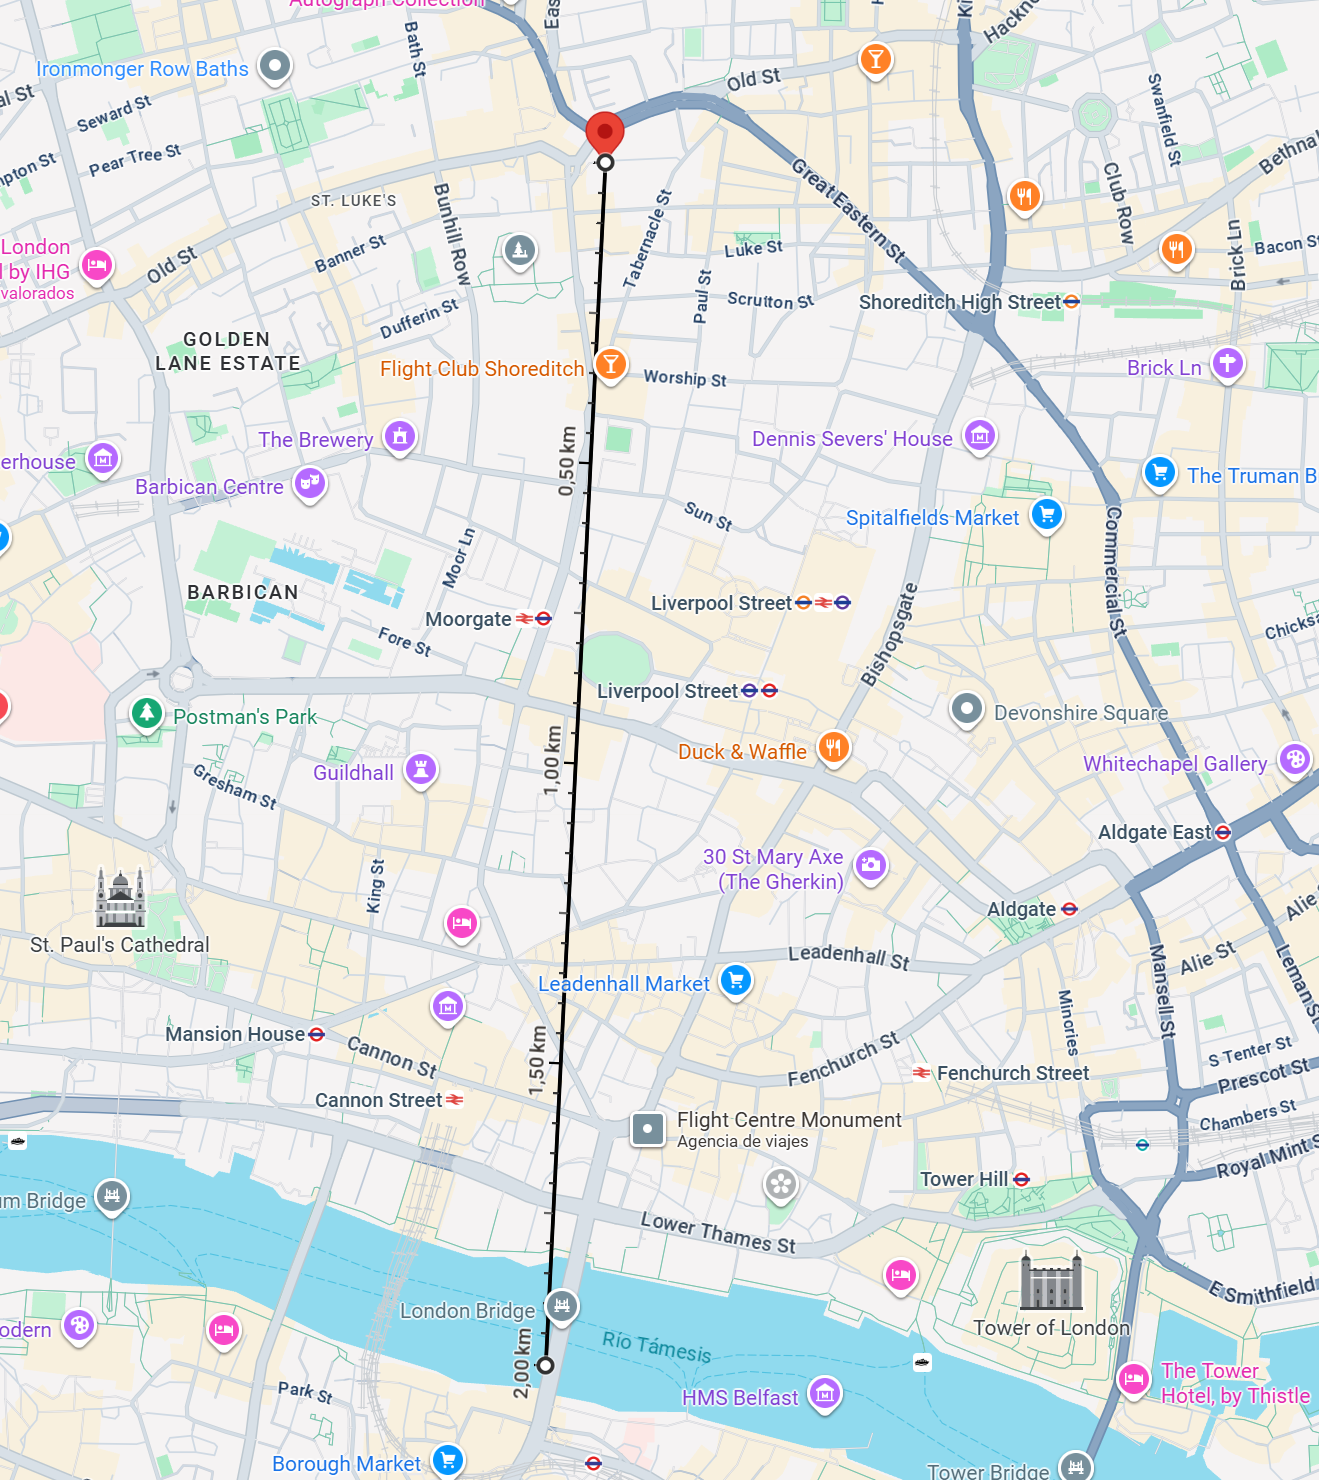 Autograph Collection
Eas
Ki
Hackn
Bath St
Ironmonger Row Baths
Old St
al St
Seward St
Swanfield St
Pear Tree St
mpton St
Bethnal
Great Eastern St
Club Row
ST. LUKE'S
Bunhill Row
Tabernacle St
London
l by IHG
valorados
Old St
Banner St
Luke St
Brick Ln
Bacon St
Paul St
Scrutton St
Shoreditch High Street
Dufferin St
GOLDEN
LANE ESTATE
Flight Club Shoreditch
Worship St
Brick Ln
The Brewery
Dennis Severs' House
erhouse
Barbican Centre
0,50 km
The Truman B
Sun St
Spitalfields Market
Commercial St
Moor Ln
BARBICAN
Moorgate
Liverpool Street
Bishopsgate
Chicksa
Fore St
Liverpool Street
Postman's Park
Devonshire Square
Duck & Waffle
1,00 km
Guildhall
Whitechapel Gallery
Gresham St
Aldgate East
30 St Mary Axe
(The Gherkin)
King St
Aldgate
Alie
St. Paul's Cathedral
Leadenhall St
Alie St
Mansell St
Leman St
Leadenhall Market
Minories
Mansion House
Cannon St
1,50 km
Fenchurch St
S Tenter St
Fenchurch Street
Prescot St
Cannon Street
Chambers St
Flight Centre Monument
Agencia de viajes
Royal Mint S
Tower Hill
um Bridge
Lower Thames St
E Smithfield
London Bridge
Tower of London
odern
Río Támesis
2,00 km
The Tower
Hotel, by Thistle
Park St
HMS Belfast
Borough Market
Tower Bridge